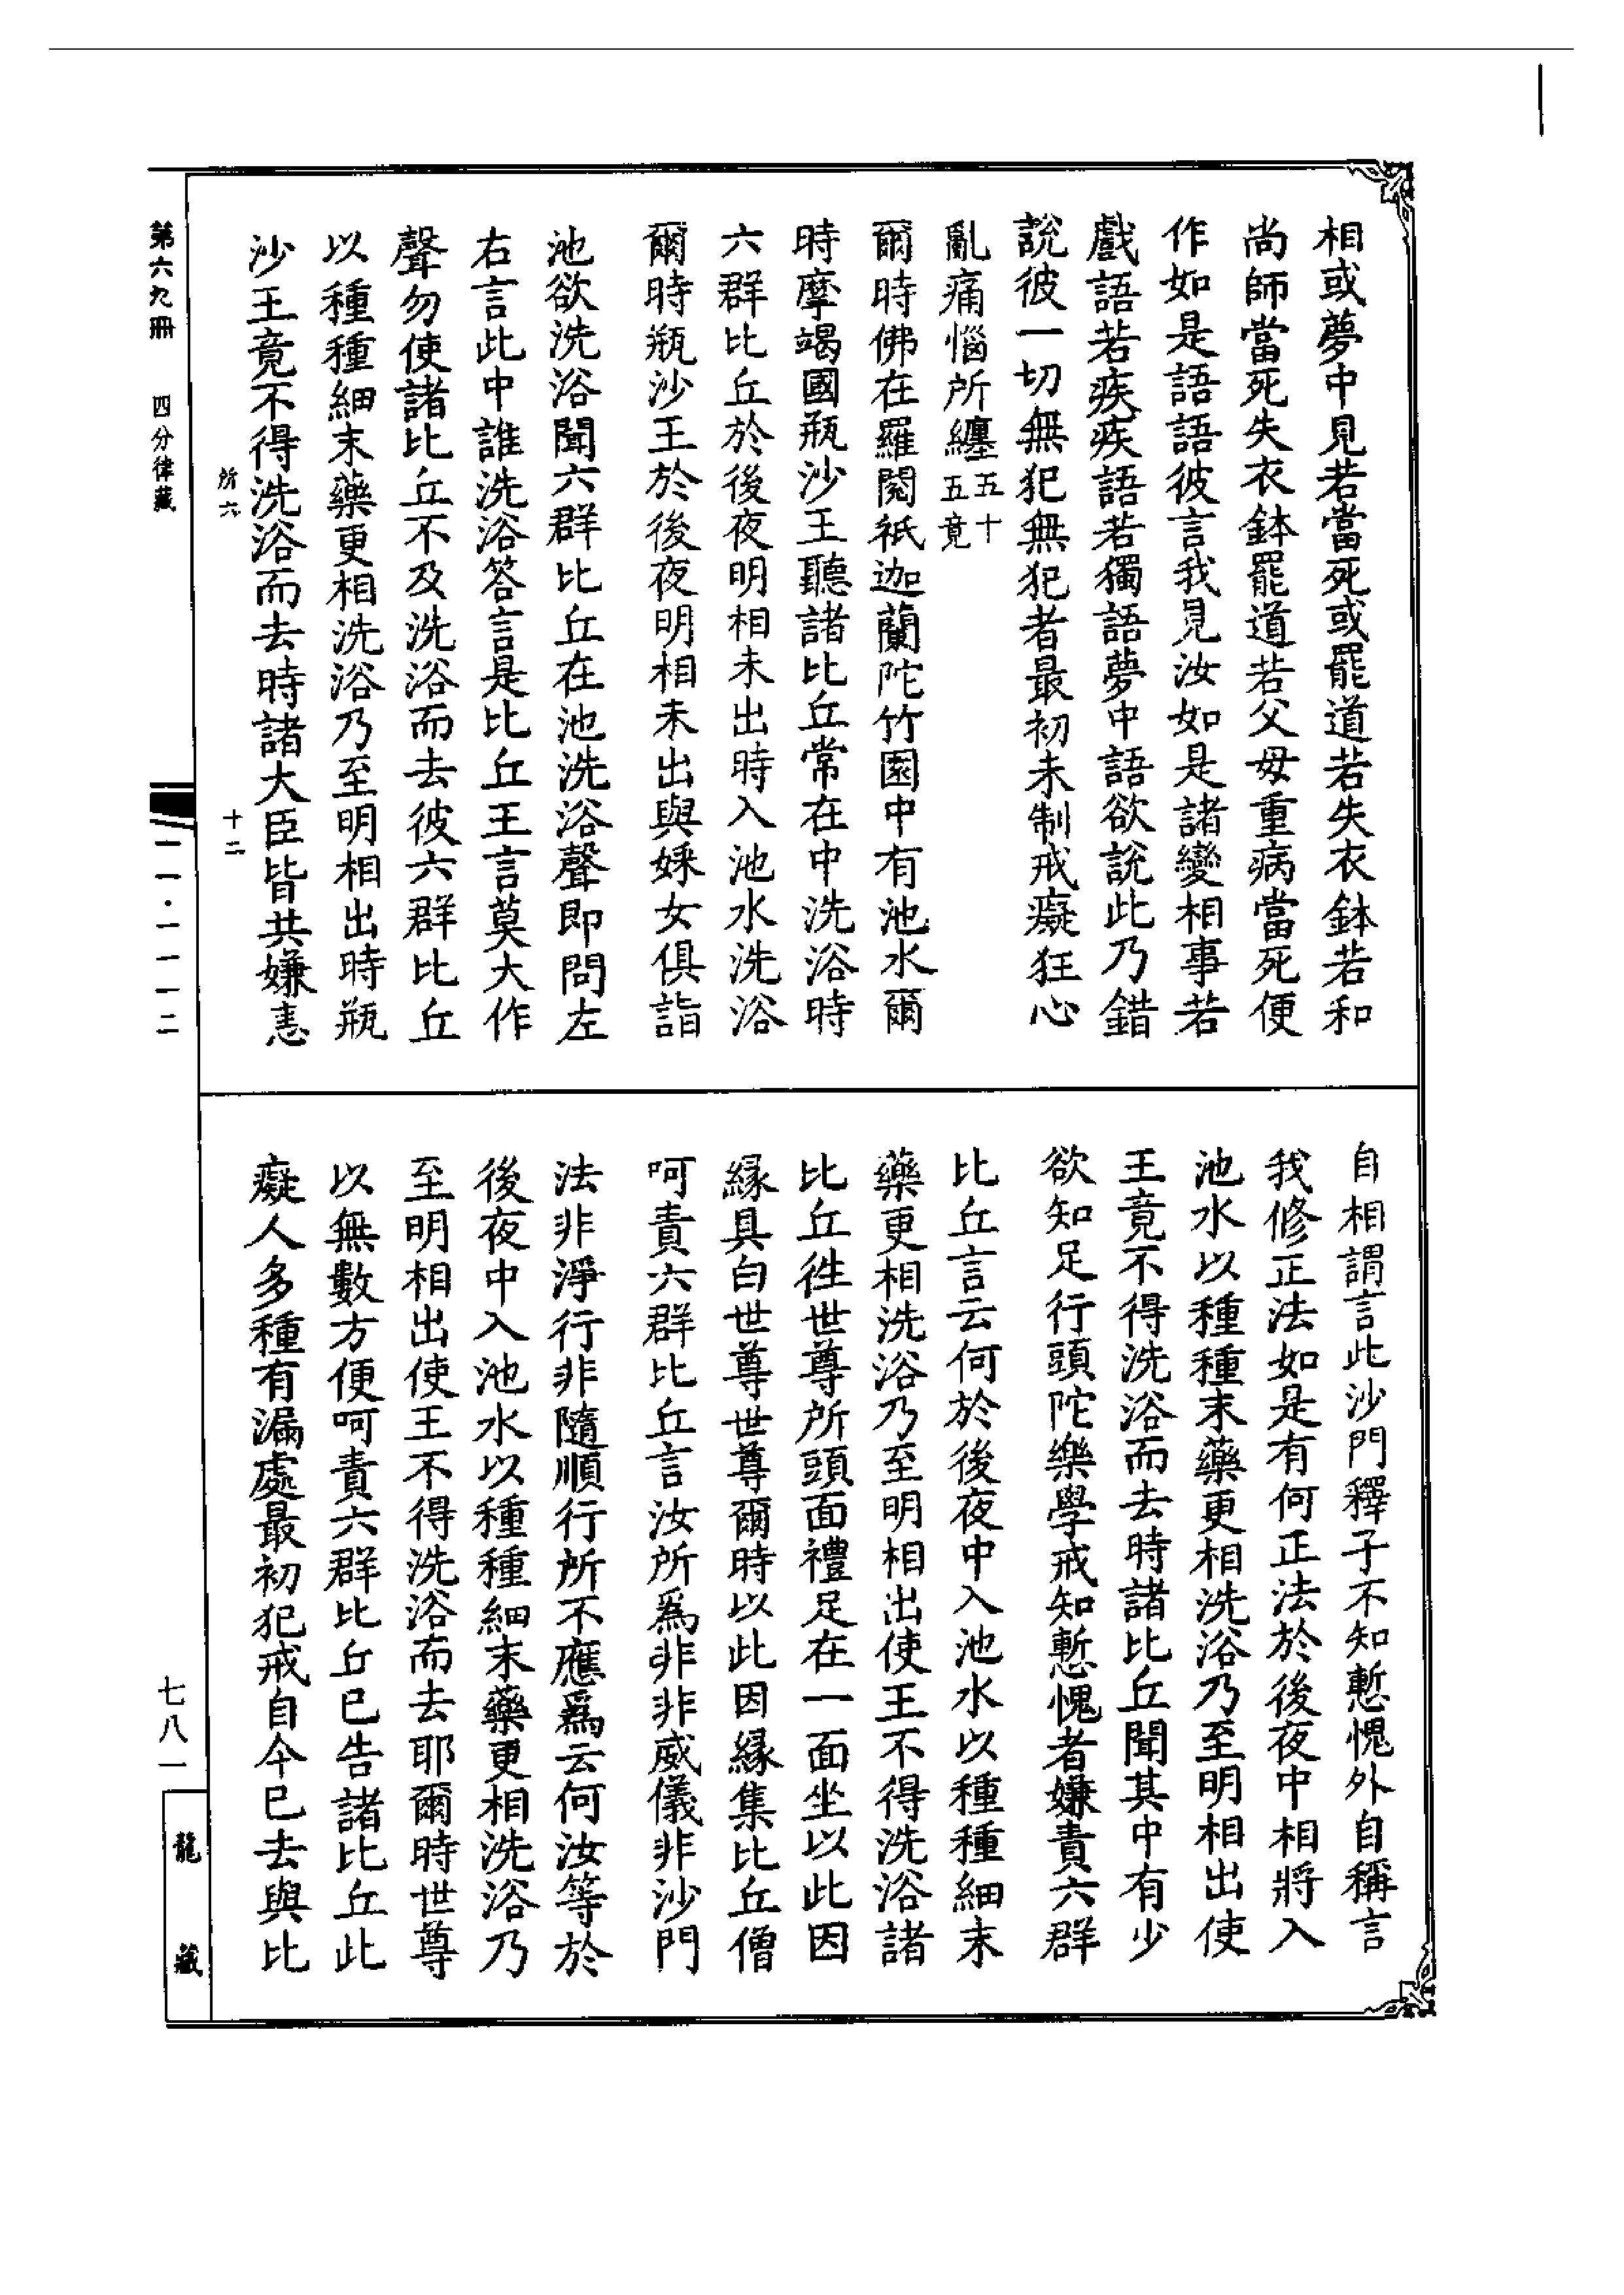 相或夢中見若當死或罷道若失衣鉢若和
尚師當死失衣鉢罷道若父母重病當死便
作如是語語彼言我見汝如是諸變相事若
戲語若疾疾語若獨語夢中語欲說此乃錯
說彼一切無犯無犯者最初未制戒癡狂心
亂痛惱所纏五十五竟
爾時佛在羅閱祇迦蘭陀竹園中有池水爾
時摩竭國瓶沙王聽諸比丘常在中洗浴時
六群比丘於後夜明相未出時入池水洗浴
爾時瓶沙王於後夜明相未出與婇女俱詣
池欲洗浴聞六群比丘在池洗浴聲即問左
右言此中誰洗浴答言是比丘王言莫大作
聲勿使諸比丘不及洗浴而去彼六群比丘
以種種細末藥更相洗浴乃至明相出時瓶
沙王竟不得洗浴而去時諸大臣皆共嫌恚
所六
十二
自相謂言此沙門釋子不知慙愧外自稱言
我修正法如是有何正法於後夜中相將入
池水以種種末藥更相洗浴乃至明相出使
王竟不得洗浴而去時諸比丘聞其中有少
欲知足行頭陀樂學戒知慙愧者嫌責六群
比丘言云何於後夜中入池水以種種細末
藥更相洗浴乃至明相出使王不得洗浴諸
比丘徃世尊所頭面禮足在一面坐以此因
緣具白世尊世尊爾時以此因緣集比丘僧
呵責六群比丘言汝所為非非威儀非沙門
法非淨行非隨順行所不應爲云何汝等於
後夜中入池水以種種細末藥更相洗浴乃
至明相出使王不得洗浴而去耶爾時世尊
以無數方便呵責六群比丘已告諸比丘此
癡人多種有漏處最初犯戒自今已去與比
第六九冊
四分律藏
一一·一一一二
七八一
龍藏